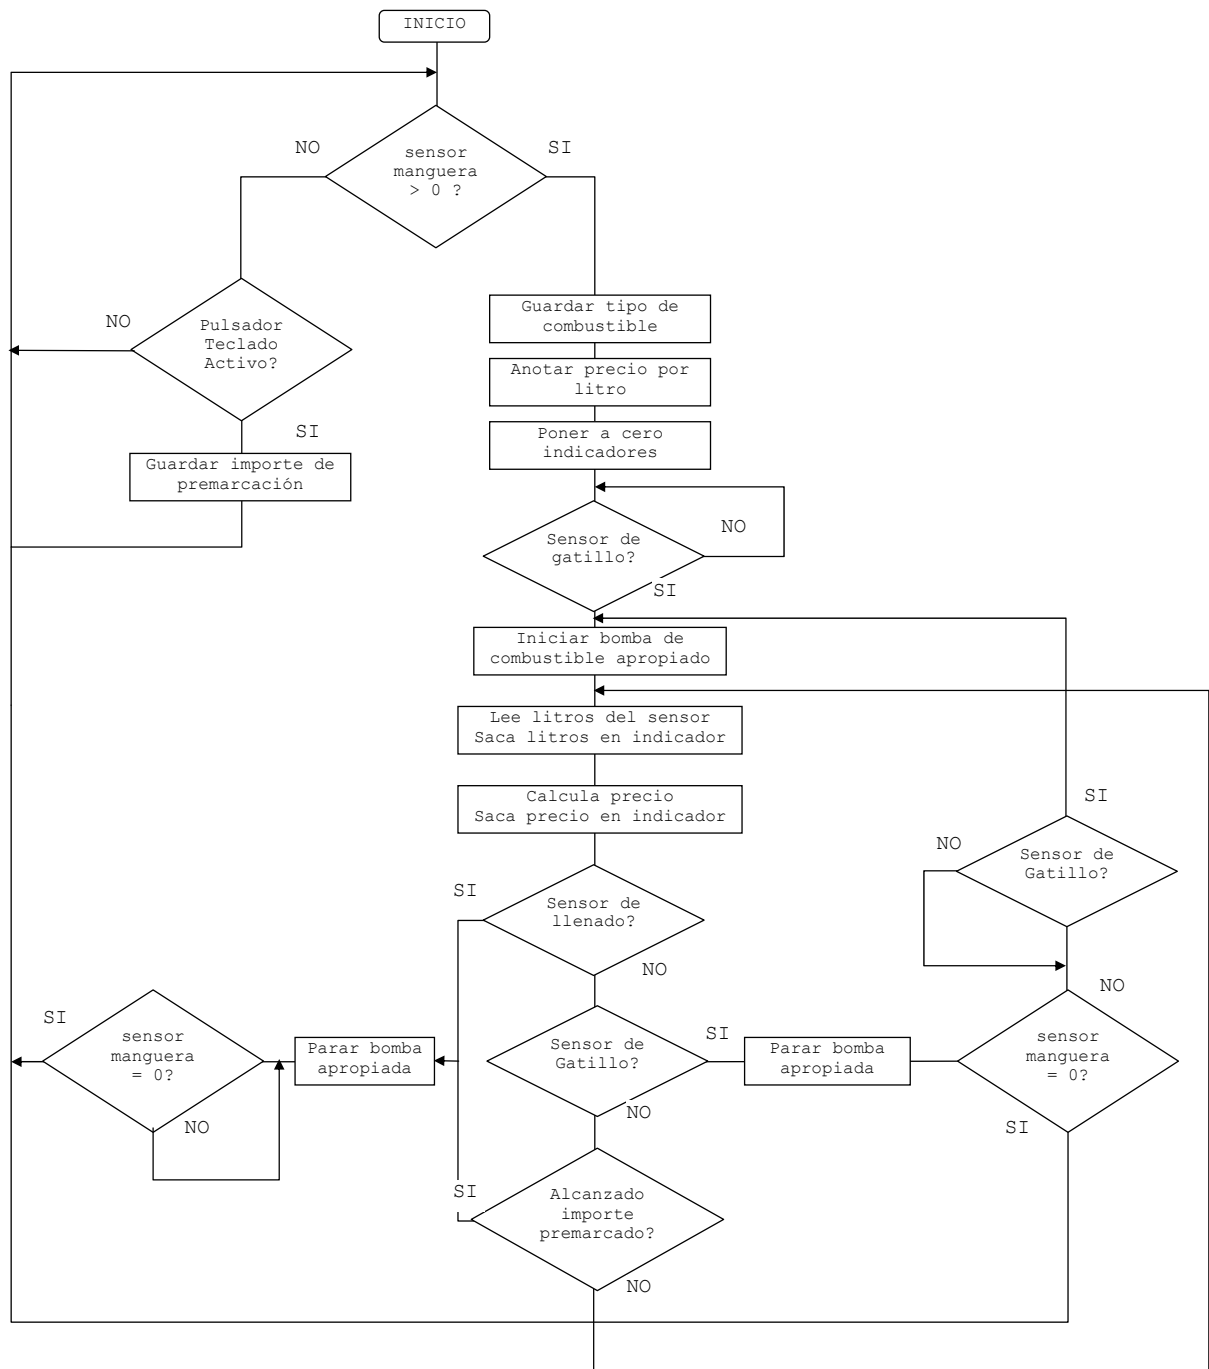 INICIO
NO
sensor
manguera
> 0 ?
SI
NO
Pulsador
Teclado
Activo?
SI
Guardar importe de
premarcación
Guardar tipo de
combustible
Anotar precio por
litro
Poner a cero
indicadores
Sensor de
gatillo?
NO
SI
Iniciar bomba de
combustible apropiado
Lee litros del sensor
Saca litros en indicador
Calcula precio
Saca precio en indicador
SI
NO
Sensor de
Gatillo?
SI
Sensor de
llenado?
NO
NO
SI
sensor
manguera
= 0?
NO
Parar bomba
apropiada
Sensor de
Gatillo?
SI
NO
Parar bomba
apropiada
sensor
manguera
= 0?
SI
SI
Alcanzado
importe
premarcado?
NO